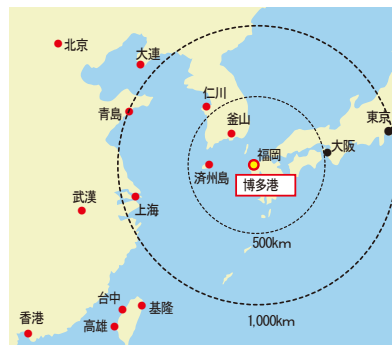 北京
大連
仁川
青島
釜山
東京
大阪
福岡
済州島
博多港
武漢
上海
500km
台中
基隆
高雄
1,000km
香港